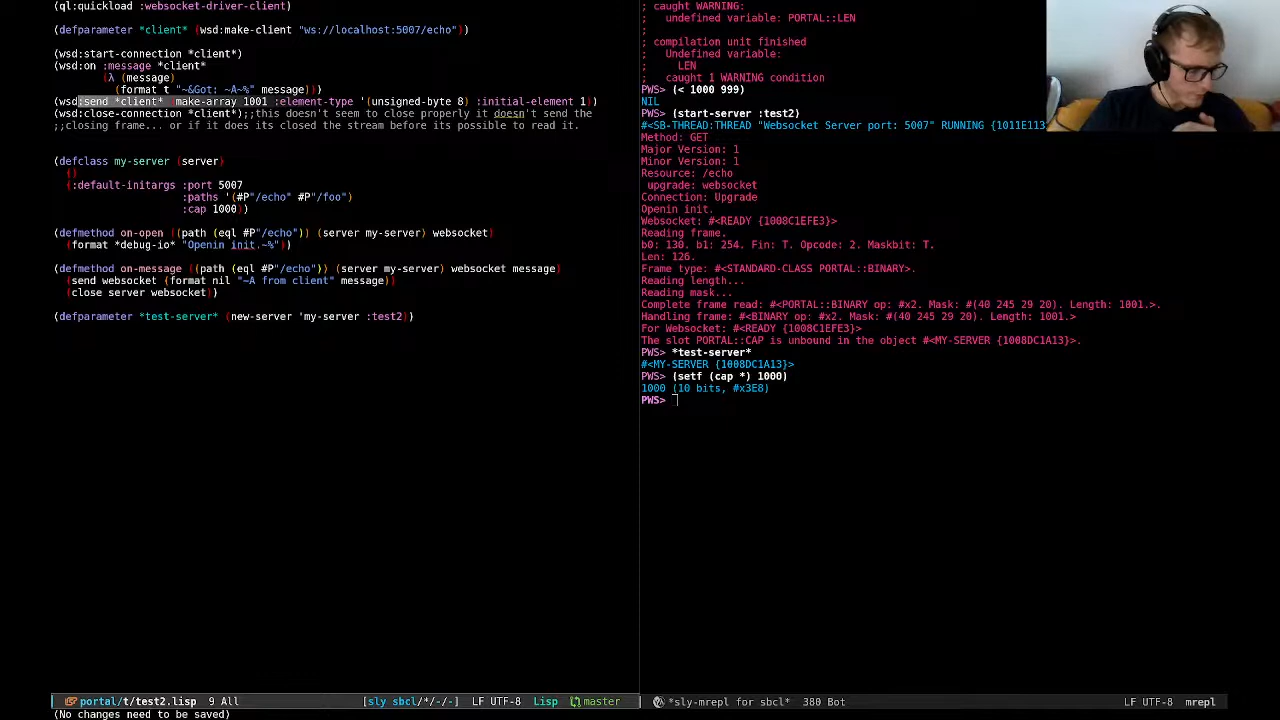 (ql:quickload :websocket-driver-client)
(defparameter *client* (wsd:make-client "ws://localhost:5007/echo"))
(wsd:start-connection *client*)
(wsd:on :message *client*
(λ (message)
(format t "~&Got: ~A~%" message)))
(wsd:send *client* (make-array 1001 :element-type '(unsigned-byte 8) :initial-element 1))
(wsd:close-connection *client*);;this doesn't seem to close properly it doesn't send the
;;closing frame... or if it does its closed the stream before its possible to read it.
(defclass my-server (server)
()
(:default-initargs :port 5007
:paths '(#P"/echo" #P"/foo")
:cap 1000))
(defmethod on-open ((path (eql #P"/echo")) (server my-server) websocket)
(format *debug-io* "Openin init.~%"))
(defmethod on-message ((path (eql #P"/echo")) (server my-server) websocket message)
(send websocket (format nil "~A from client" message))
(close server websocket))
(defparameter *test-server* (new-server 'my-server :test2))
portal/t/test2.lisp 9 All [sly sbcl/*/-/-] LF UTF-8 Lisp master
(No changes need to be saved)
; caught WARNING:
; undefined variable: PORTAL::LEN
;
; compilation unit finished
; Undefined variable:
; LEN
; caught 1 WARNING condition
PWS> (< 1000 999)
NIL
PWS> (start-server :test2)
#<SB-THREAD:THREAD "Websocket Server port: 5007" RUNNING {1011E113
Method: GET
Major Version: 1
Minor Version: 1
Resource: /echo
upgrade: websocket
Connection: Upgrade
Openin init.
Websocket: #<READY {1008C1EFE3}>
Reading frame.
b0: 130. b1: 254. Fin: T. Opcode: 2. Maskbit: T.
Len: 126.
Frame type: #<STANDARD-CLASS PORTAL::BINARY>.
Reading length...
Reading mask...
Complete frame read: #<PORTAL::BINARY op: #x2. Mask: #(40 245 29 20). Length: 1001.>.
Handling frame: #<BINARY op: #x2. Mask: #(40 245 29 20). Length: 1001.>
For Websocket: #<READY {1008C1EFE3}>
The slot PORTAL::CAP is unbound in the object #<MY-SERVER {1008DC1A13}>.
PWS> *test-server*
#<MY-SERVER {1008DC1A13}>
PWS> (setf (cap *) 1000)
1000 (10 bits, #x3E8)
PWS>
*sly-mrepl for sbcl* 380 Bot LF UTF-8 mrepl